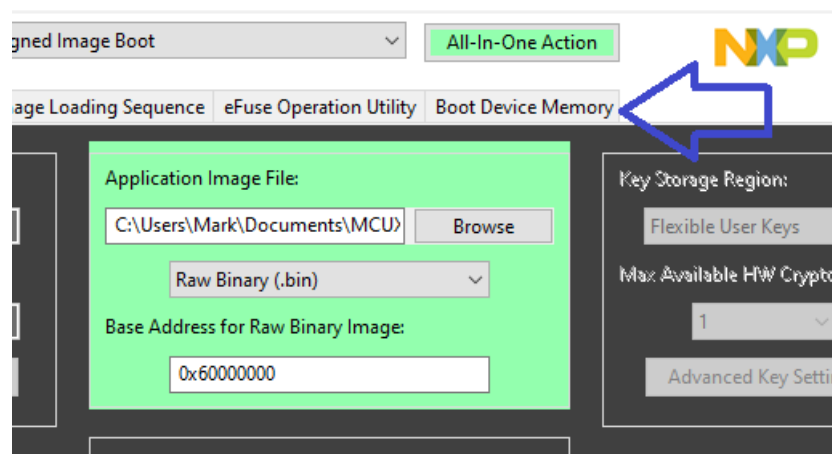 gned Image Boot
All-In-One Action
NXP
age Loading Sequence
eFuse Operation Utility
Boot Device Memory
Application Image File:
C:\Users\Mark\Documents\MCUX
Browse
Raw Binary (.bin)
Base Address for Raw Binary Image:
0x60000000
Key Storage Region:
Flexible User Keys
Max Available HW Crypto
1
Advanced Key Setti